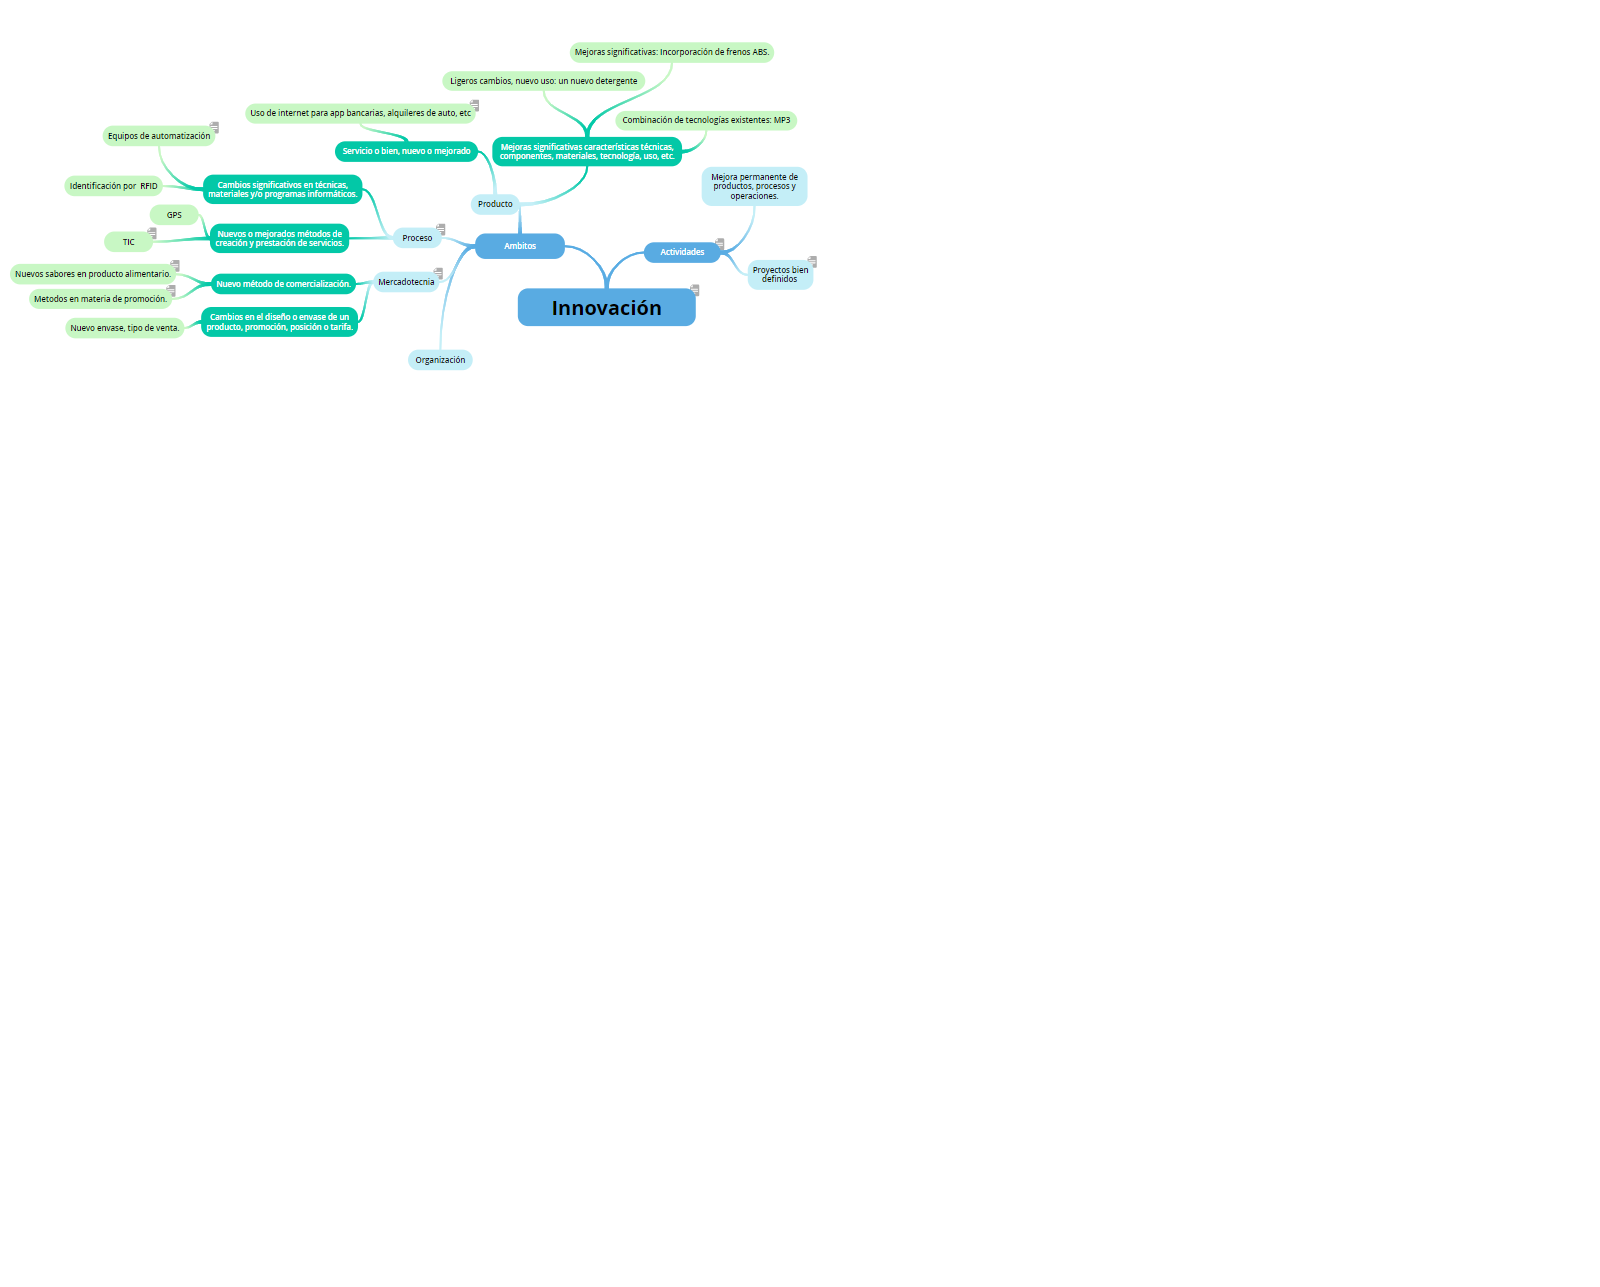 Mejoras significativas: Incorporación de frenos ABS.
Ligeros cambios, nuevo uso: un nuevo detergente
Uso de internet para app bancarias, alquileres de auto, etc
Combinación de tecnologías existentes: MP3
Equipos de automatización
Servicio o bien, nuevo o mejorado
Mejoras significativas características técnicas,
componentes, materiales, tecnología, uso, etc.
Mejora permanente de
productos, procesos y
operaciones.
Identificación por  RFID
Cambios significativos en técnicas,
materiales y/o programas informáticos.
Producto
GPS
TIC
Nuevos o mejorados métodos de
creación y prestación de servicios.
Proceso
Ambitos
Actividades
Proyectos bien
definidos
Nuevos sabores en producto alimentario.
Metodos en materia de promoción.
Nuevo método de comercialización.
Mercadotecnia
Innovación
Nuevo envase, tipo de venta.
Cambios en el diseño o envase de un
producto, promoción, posición o tarifa.
Organización